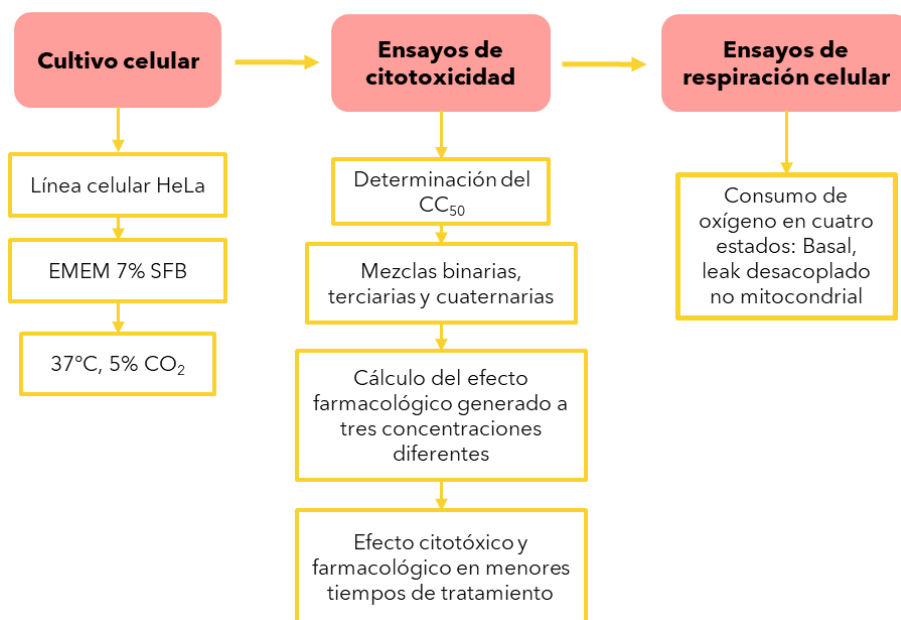 Cultivo celular
Línea celular HeLa
EMEM 7% SFB
37°C, 5% CO₂
Ensayos de
citotoxicidad
Determinación del
CC₅₀
Mezclas binarias,
terciarias y cuaternarias
Cálculo del efecto
farmacológico generado a
tres concentraciones
diferentes
Efecto citotóxico y
farmacológico en menores
tiempos de tratamiento
Ensayos de
respiración celular
Consumo de
oxígeno en cuatro
estados: Basal,
leak desacoplado
no mitocondrial